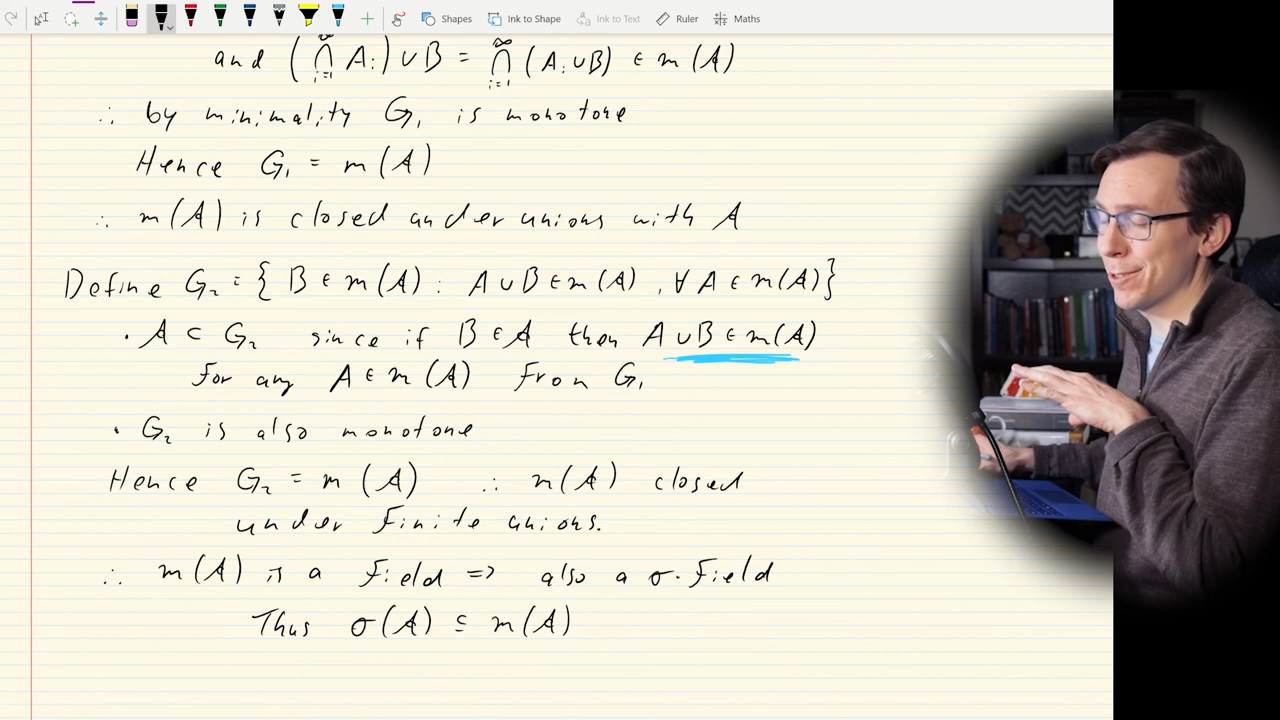 Shapes Ink to Shape Ink to Text Ruler Maths
and (∞⋂i=1 Ai) ∪ B = ∞⋂i=1 (Ai ∪ B) ∈ m(A)
∴ by minimality G₁ is monotone
Hence G₁ = m(A)
∴ m(A) is closed under unions with A
Define G₂ = { B ∈ m(A) : A ∪ B ∈ m(A), ∀ A ∈ m(A)}
· A ⊂ G₂ since if B ∈ A then A ∪ B ∈ m(A)
for any A ∈ m(A) from G₁
· G₂ is also monotone
Hence G₂ = m(A) ∴ m(A) closed
under finite unions.
∴ m(A) is a field ⇒ also a σ-field
Thus σ(A) ⊆ m(A)